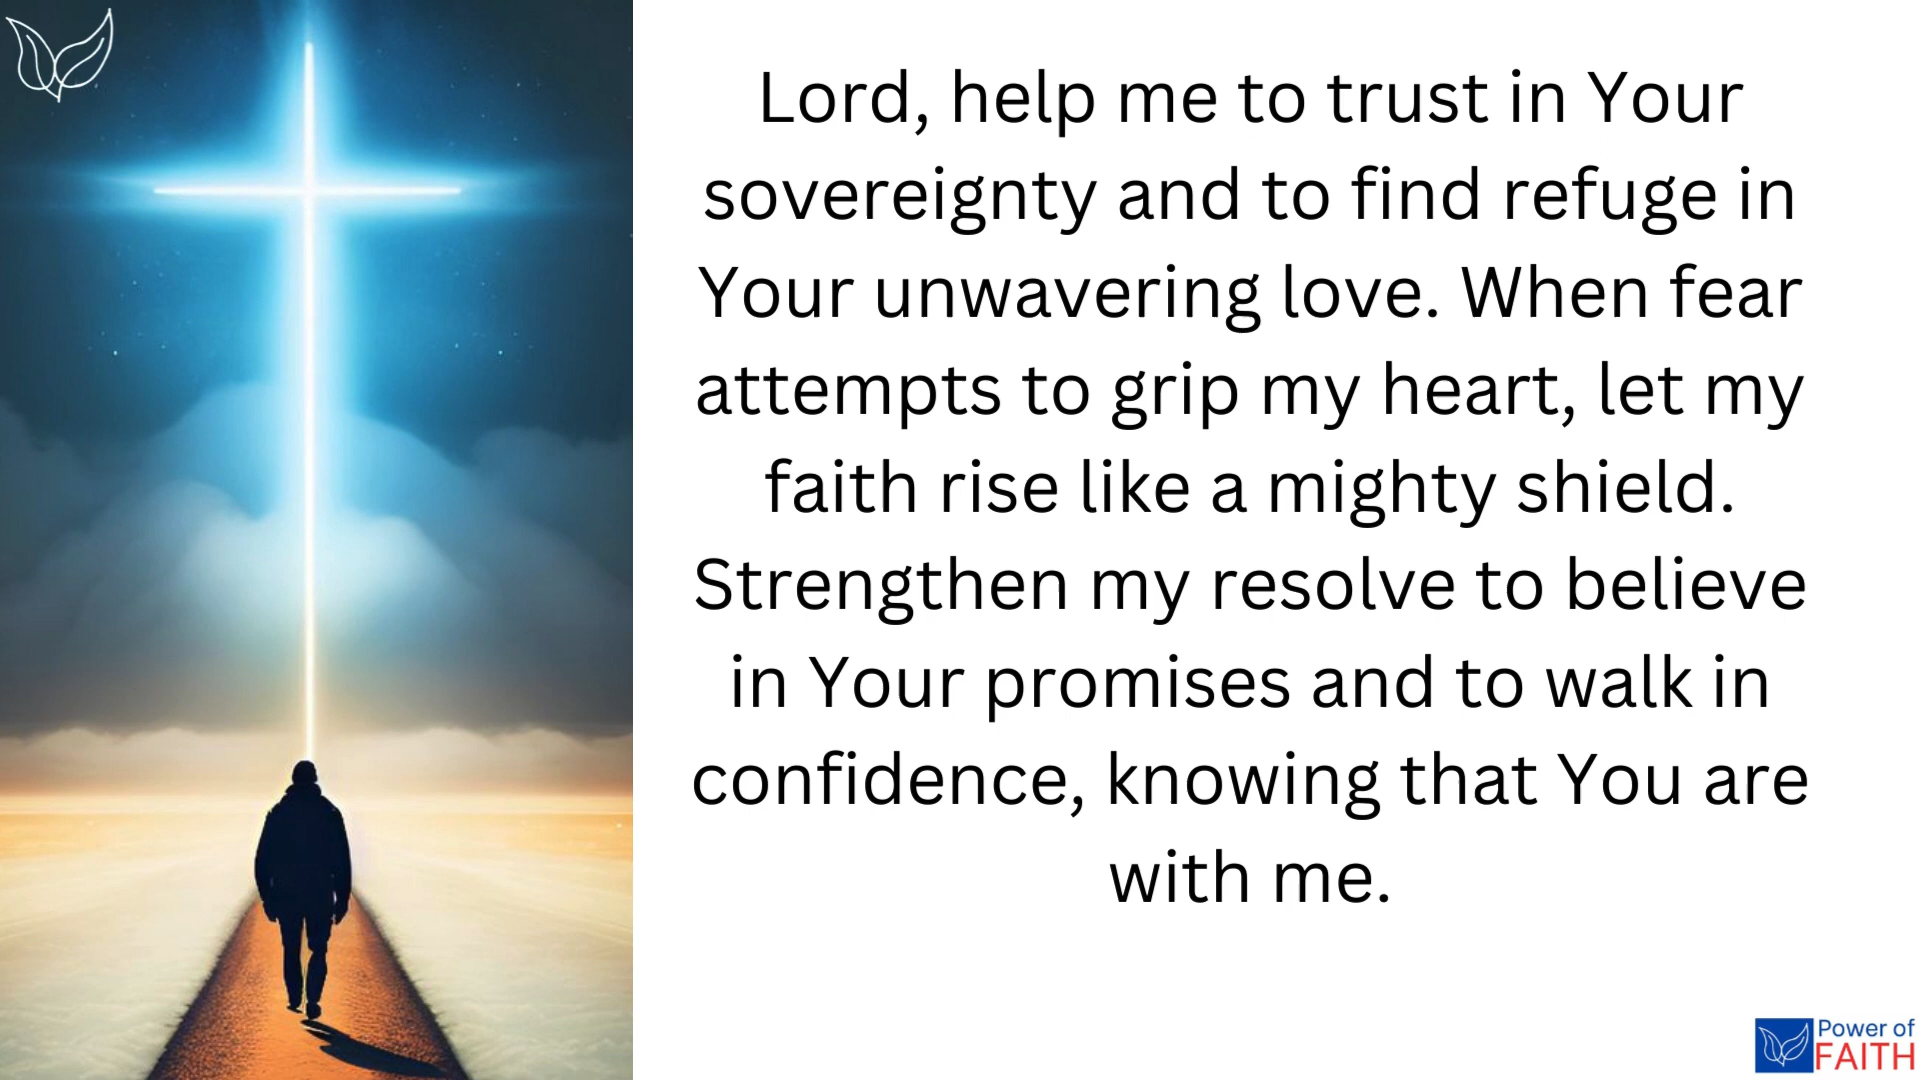 Lord, help me to trust in Your
sovereignty and to find refuge in
Your unwavering love. When fear
attempts to grip my heart, let my
faith rise like a mighty shield.
Strengthen my resolve to believe
in Your promises and to walk in
confidence, knowing that You are
with me.
Power of
FAITH